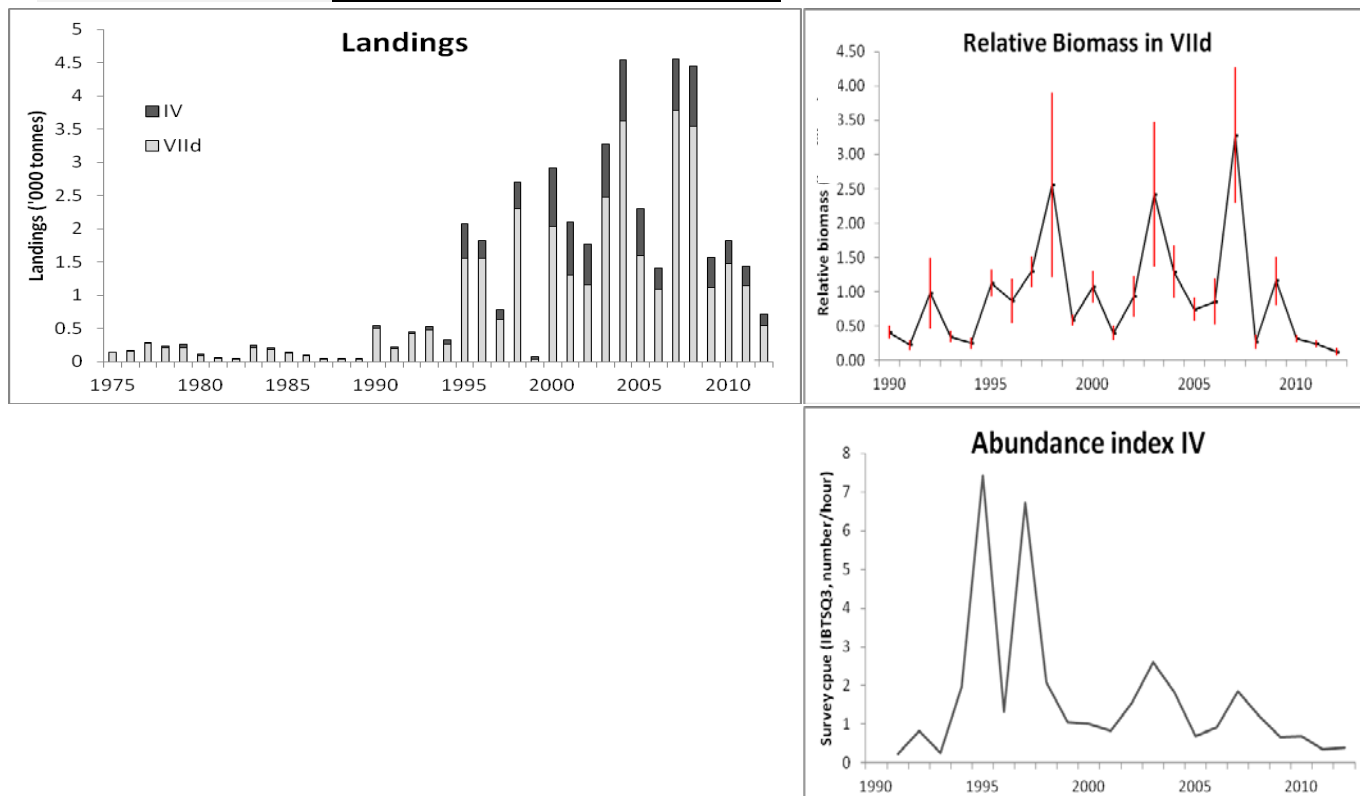 Landings
Landings ('000 tonnes)
5
4.5
4
3.5
3
2.5
2
1.5
1
0.5
0
IV
VIId
1975 1980 1985 1990 1995 2000 2005 2010
Relative Biomass in VIId
Relative biomass
4.50
4.00
3.50
3.00
2.50
2.00
1.50
1.00
0.50
0.00
1990 1995 2000 2005 2010
Abundance index IV
Survey cpue (IBTSQ3, number/hour)
8
7
6
5
4
3
2
1
0
1990 1995 2000 2005 2010